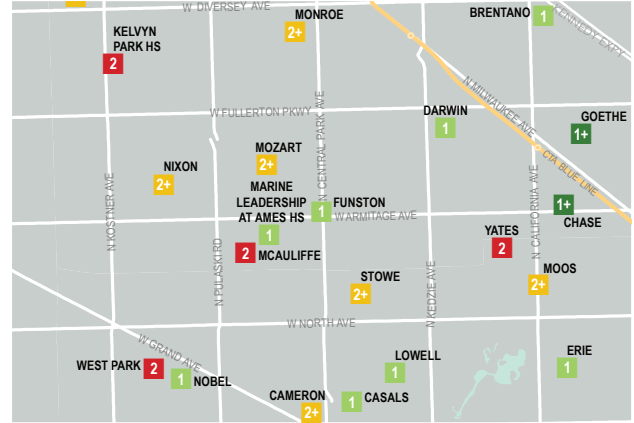 W DIVERSEY AVE
MONROE
2+
BRENTANO
1
KENNEDY EXPY
KELVYN
PARK HS
2
N MILWAUKEE AVE
W FULLERTON PKWY
DARWIN
1
GOETHE
1+
N CENTRAL PARK AVE
MOZART
2+
NIXON
2+
CTA BLUE LINE
MARINE
LEADERSHIP
AT AMES HS
1
FUNSTON
1
W ARMITAGE AVE
N KOSTNER AVE
N CALIFORNIA AVE
1+
CHASE
YATES
2
2
MCAULIFFE
N PULASKI RD
STOWE
2+
N KEDZIE AVE
MOOS
2+
W NORTH AVE
W GRAND AVE
WEST PARK
2
1
NOBEL
LOWELL
1
ERIE
1
CAMERON
2+
1
CASALS